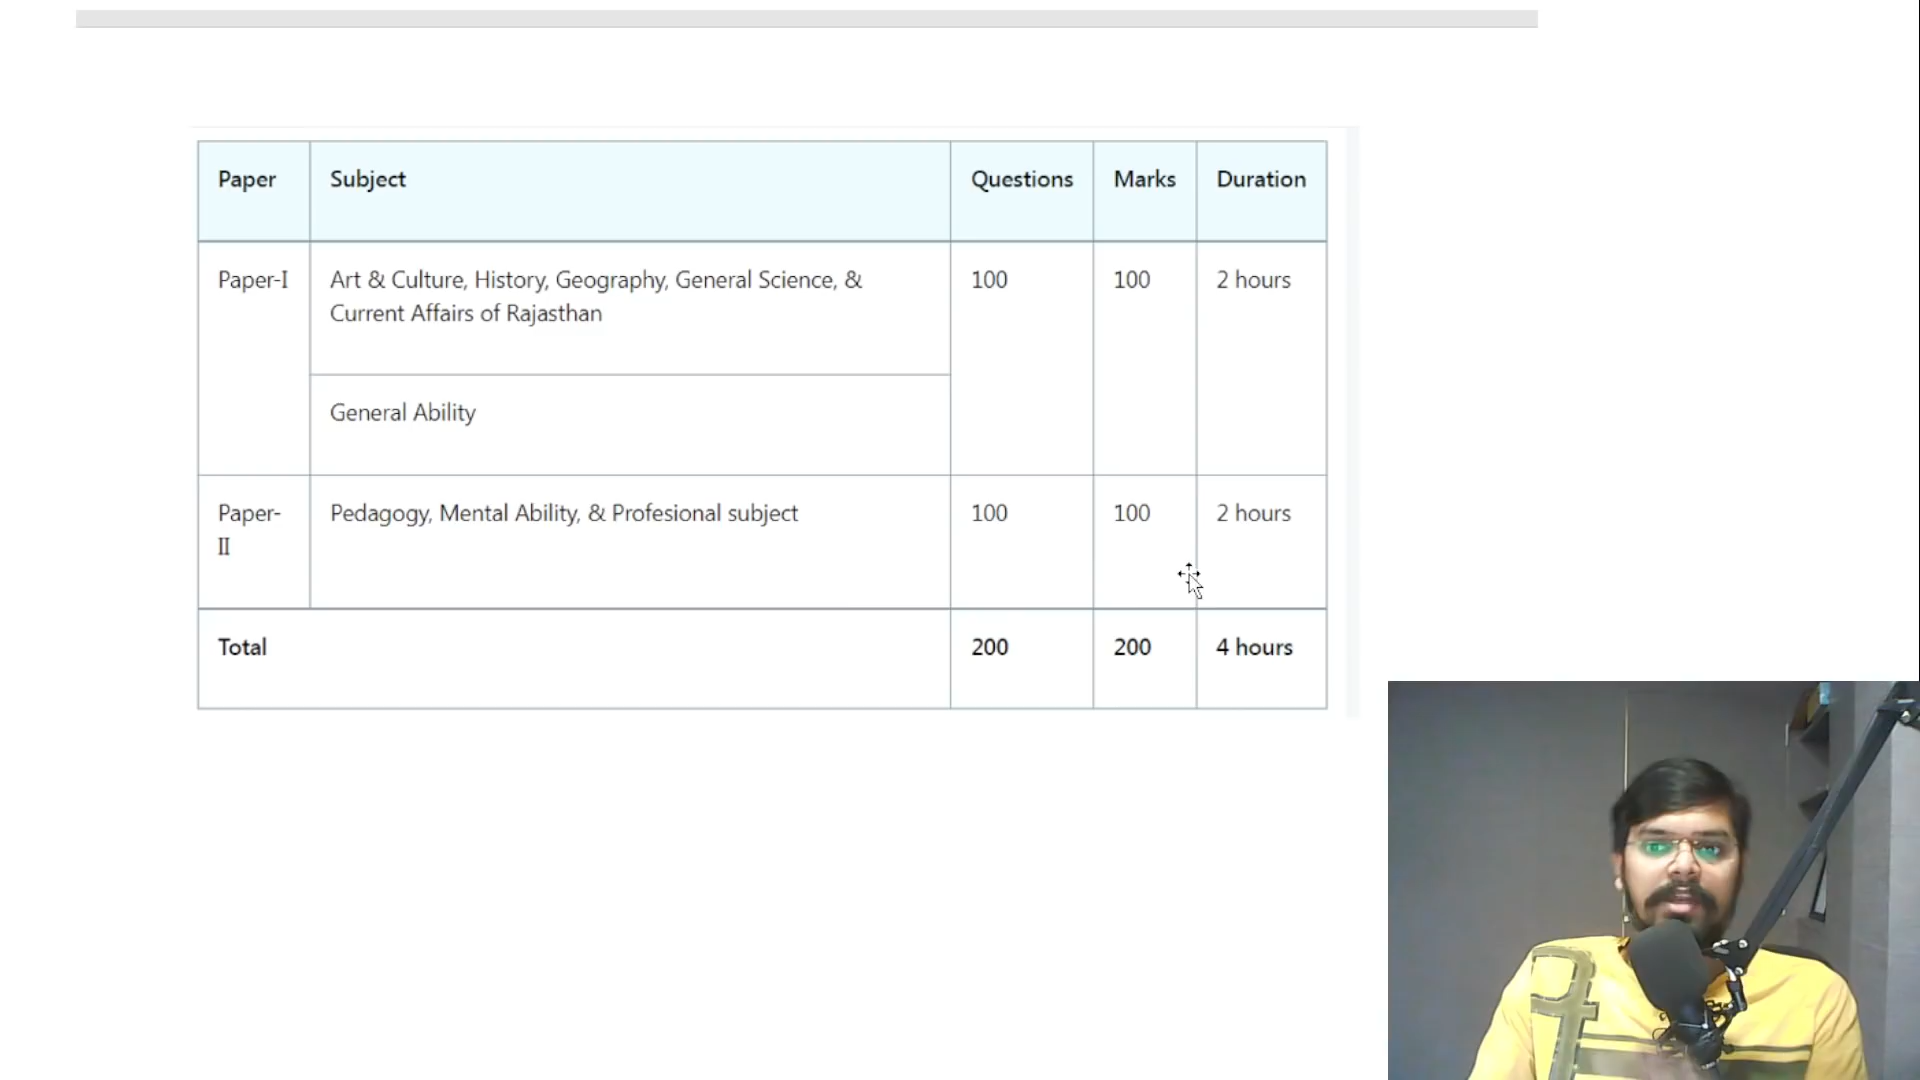 Paper Subject Questions Marks Duration
Paper-I Art & Culture, History, Geography, General Science, & 100 100 2 hours
Current Affairs of Rajasthan
General Ability
Paper- Pedagogy, Mental Ability, & Profesional subject 100 100 2 hours
II
Total 200 200 4 hours